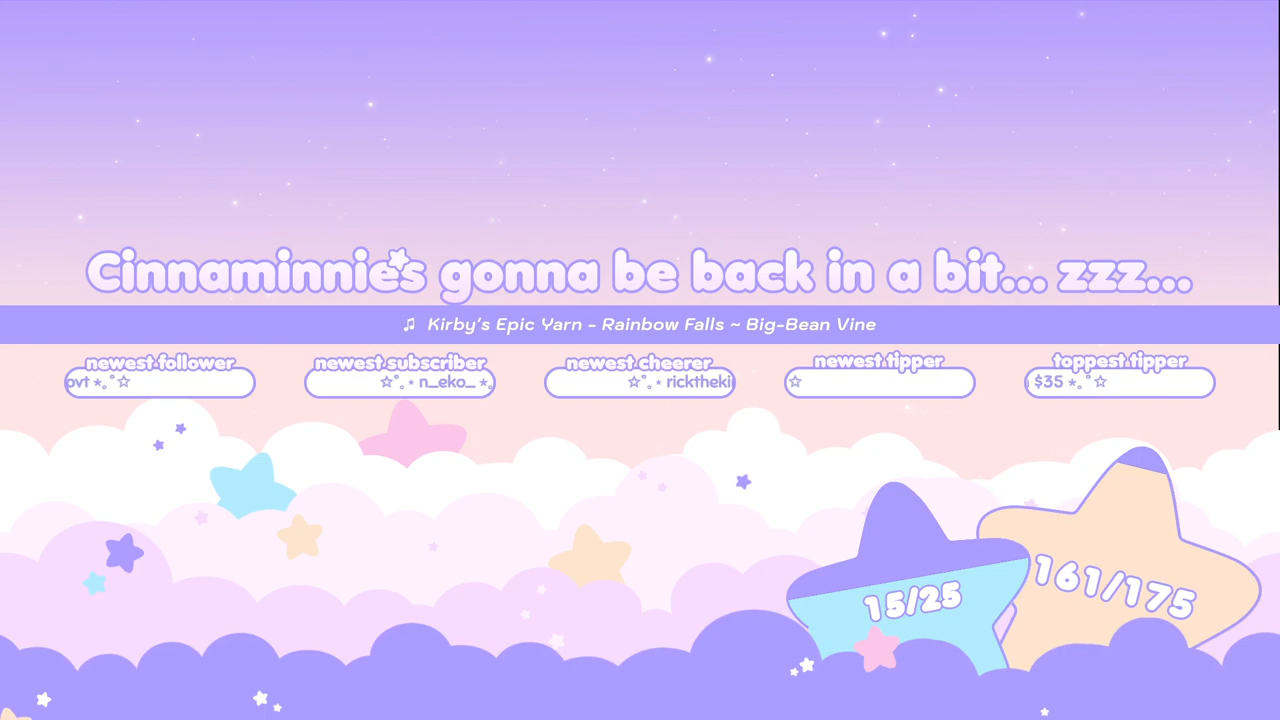 Cinnaminnie's gonna be back in a bit... zzz...
♫ Kirby's Epic Yarn - Rainbow Falls ~ Big-Bean Vine
newest follower
newest subscriber
newest cheerer
newest tipper
toppest tipper
ovt ⋆｡˚☆
☆˚｡⋆ n_eko_ ⋆｡
☆˚｡⋆ ricktheki
☆
$35 ⋆｡˚☆
15/25
161/175